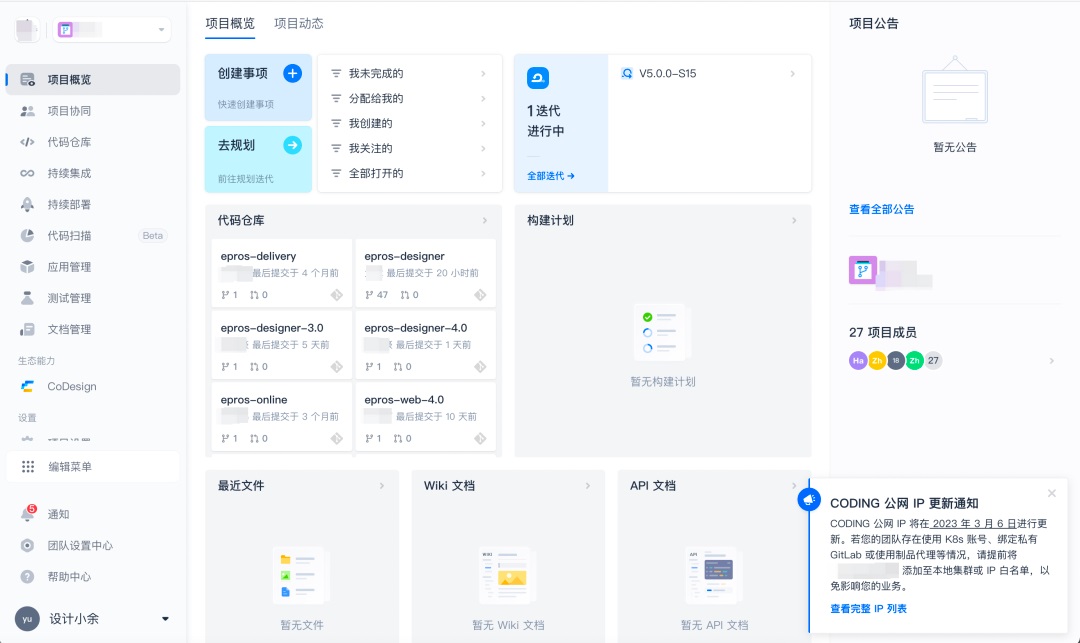 项目概览
项目协同
代码仓库
持续集成
持续部署
代码扫描 Beta
应用管理
测试管理
文档管理
生态能力
CoDesign
设置
项目设置
编辑菜单
5
通知
团队设置中心
帮助中心
yu 设计小余
项目概览 项目动态
创建事项
快速创建事项
去规划
前往规划迭代
我未完成的
分配给我的
我创建的
我关注的
全部打开的
1 迭代
进行中
全部迭代
V5.0.0-S15
代码仓库
epros-delivery
最后提交于 4 个月前
1 0
epros-designer
最后提交于 20 小时前
47 0
epros-designer-3.0
最后提交于 5 天前
1 0
epros-designer-4.0
最后提交于 1 天前
1 0
epros-online
最后提交于 3 个月前
1 0
epros-web-4.0
最后提交于 10 天前
1 0
构建计划
暂无构建计划
最近文件
暂无文件
Wiki 文档
WIKI
暂无 Wiki 文档
API 文档
API
暂无 API 文档
项目公告
暂无公告
查看全部公告
27 项目成员
Ha Zh 18 Zh 27
CODING 公网 IP 更新通知
CODING 公网 IP 将在 2023 年 3 月 6 日进行更
新。若您的团队存在使用 K8s 账号、绑定私有
GitLab 或使用制品代理等情况，请提前将
添加至本地集群或 IP 白名单，以
免影响您的业务。
查看完整 IP 列表